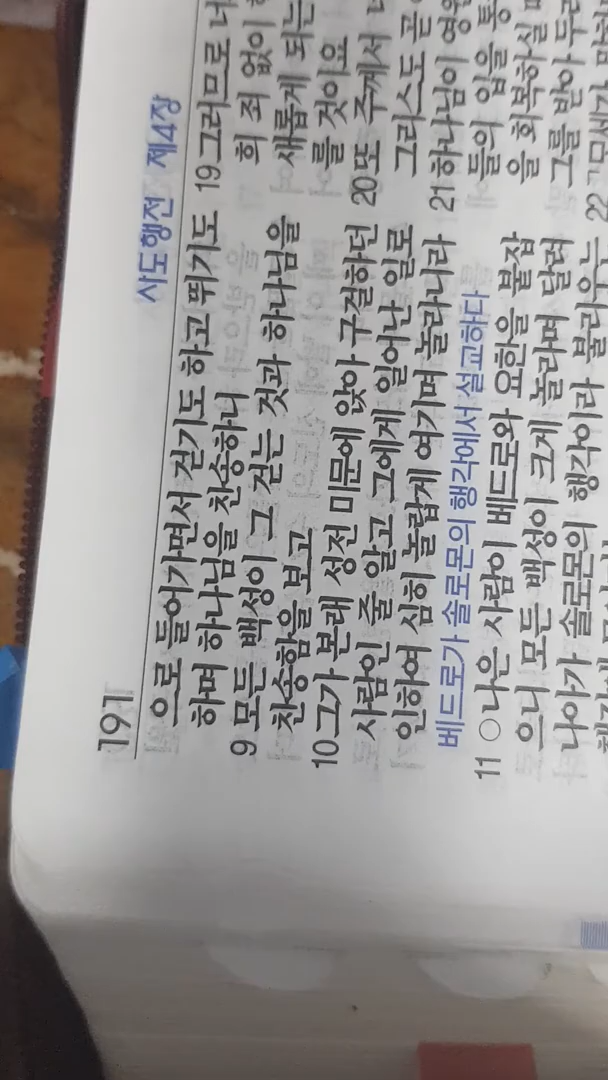 191
사도행전 제4장
으로 들어가면서 걷기도 하고 뛰기도
하며 하나님을 찬송하니
9 모든 백성이 그 걷는 것과 하나님을
찬송함을 보고
10 그가 본래 성전 미문에 앉아 구걸하던
사람인 줄 알고 그에게 일어난 일로
인하여 심히 놀랍게 여기며 놀라니라
베드로가 솔로몬의 행각에서 설교하다
11 ○나은 사람이 베드로와 요한을 붙잡
으니 모든 백성이 크게 놀라며 달려
나아가 솔로몬의 행각이라 불리우는
19 그러므로
희 죄 없이
새롭게 되는
를 것이요
20 또 주께서
그리스도
21 하나님이
들의 입을
을 회복하실
그를 받아
22